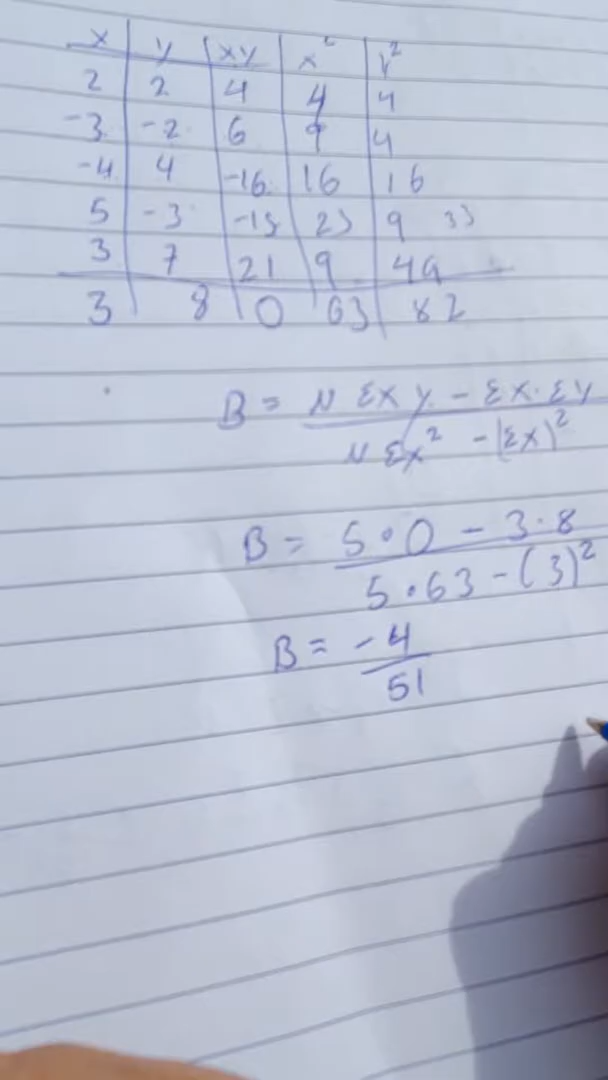 x y xy x² y²
2 2 4 4 4
-3 -2 6 9 4
-4 4 -16 16 16
5 -3 -15 25 9 33
3 7 21 9 49
3 8 0 63 82
B = N Σxy - Σx·Σy / N Σx² - (Σx)²
B = 5·0 - 3·8 / 5·63 - (3)²
B = -4 / 51